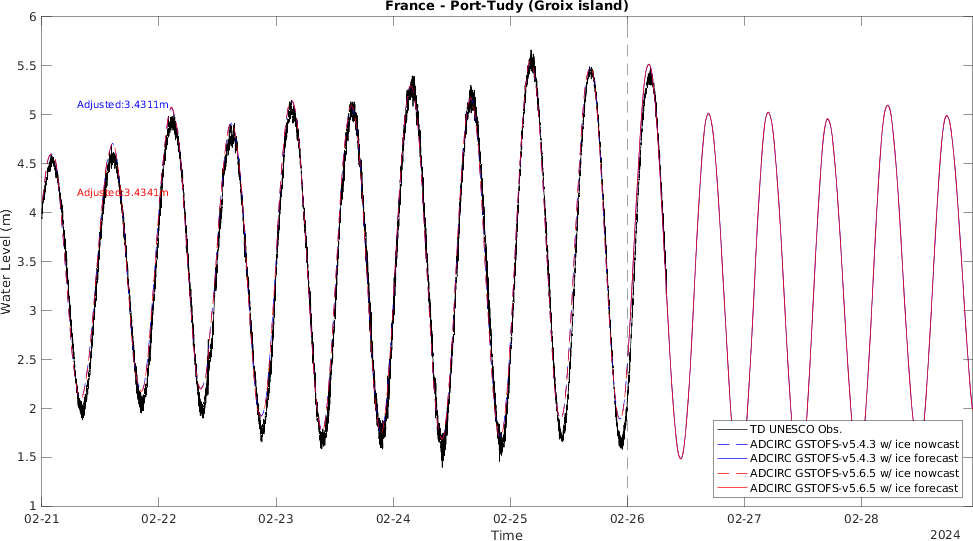 France - Port-Tudy (Groix island)
6
5.5
5
4.5
4
3.5
3
2.5
2
1.5
1
Water Level (m)
Adjusted:3.4311m
Adjusted:3.4341m
TD UNESCO Obs.
ADCIRC GSTOFS-v5.4.3 w/ ice nowcast
ADCIRC GSTOFS-v5.4.3 w/ ice forecast
ADCIRC GSTOFS-v5.6.5 w/ ice nowcast
ADCIRC GSTOFS-v5.6.5 w/ ice forecast
02-21 02-22 02-23 02-24 02-25 02-26 02-27 02-28
Time
2024